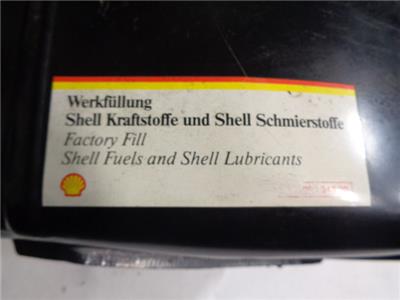 Werkfüllung
Shell Kraftstoffe und Shell Schmierstoffe
Factory Fill
Shell Fuels and Shell Lubricants